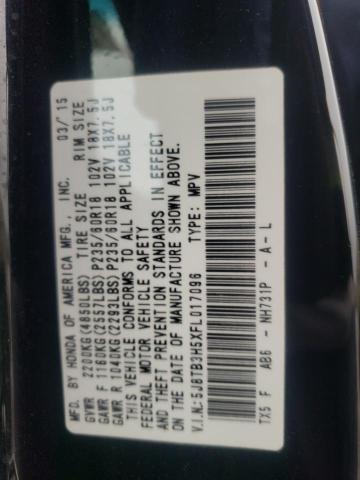 MFD. BY HONDA OF AMERICA MFG., INC. 03/ 15
GVWR 2200KG(4850LBS) TIRE SIZE RIM SIZE
GAWR F 1160KG(2557LBS) P235/60R18 102V 18X7.5J
GAWR R 1040KG(2292LBS) P235/60R18 102V 18X7.5J
THIS VEHICLE CONFORMS TO ALL APPLICABLE
FEDERAL MOTOR VEHICLE SAFETY
AND THEFT PREVENTION STANDARDS IN EFFECT
ON THE DATE OF MANUFACTURE SHOWN ABOVE.
V.I.N.:5J8TB3H5XFL017096 TYPE: MPV
TX5 F AB6 - NH731P - A - L